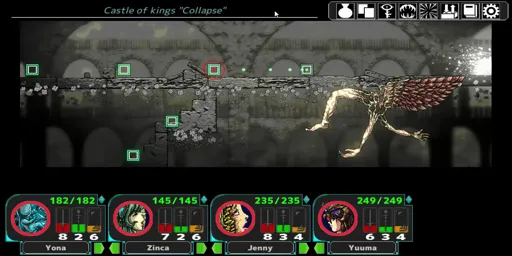 Castle of kings "Collapse"
182/182
8 2 6
Yona
145/145
7 2 6
Zinca
235/235
8 3 4
Jenny
249/249
6 3 4
Yuuma